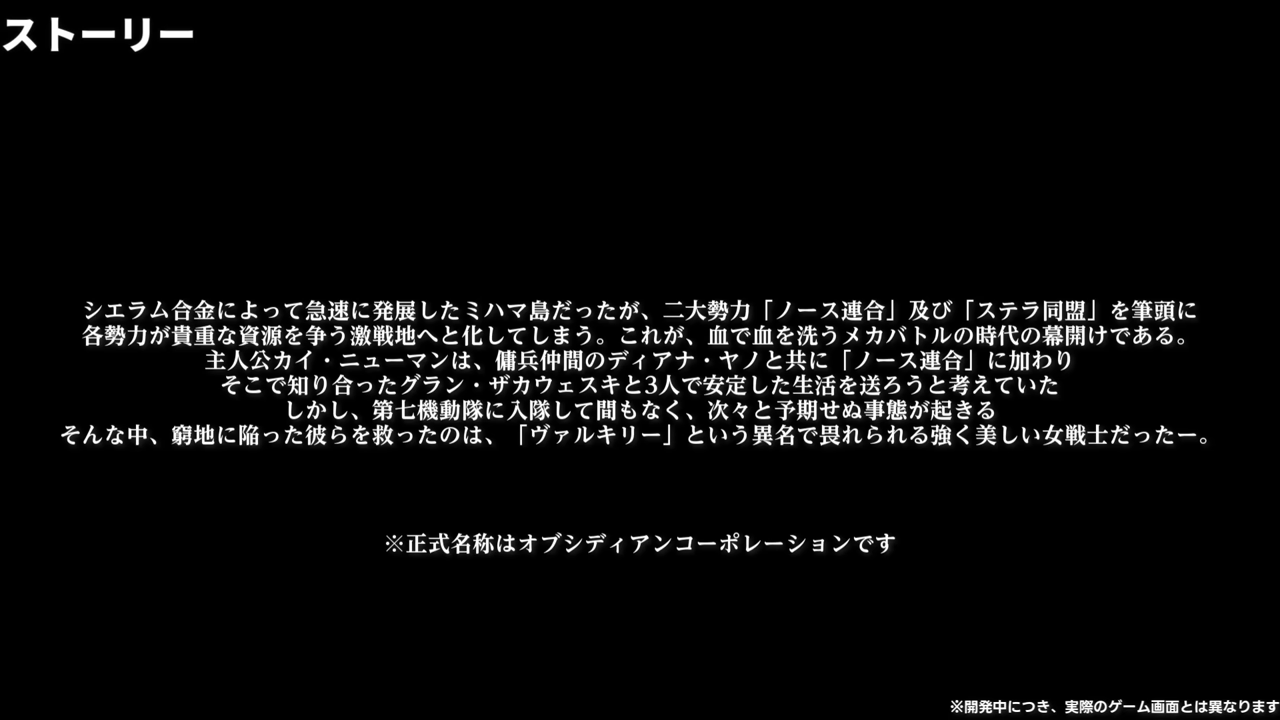 ストーリー
シエラム合金によって急速に発展したミハマ島だったが、二大勢力「ノース連合」及び「ステラ同盟」を筆頭に
各勢力が貴重な資源を争う激戦地へと化してしまう。これが、血で血を洗うメカバトルの時代の幕開けである。
主人公カイ・ニューマンは、傭兵仲間のディアナ・ヤノと共に「ノース連合」に加わり
そこで知り合ったグラン・ザカウェスキと3人で安定した生活を送ろうと考えていた
しかし、第七機動隊に入隊して間もなく、次々と予期せぬ事態が起きる
そんな中、窮地に陥った彼らを救ったのは、「ヴァルキリー」という異名で畏れられる強く美しい女戦士だったー。
※正式名称はオブシディアンコーポレーションです
※開発中につき、実際のゲーム画面とは異なります